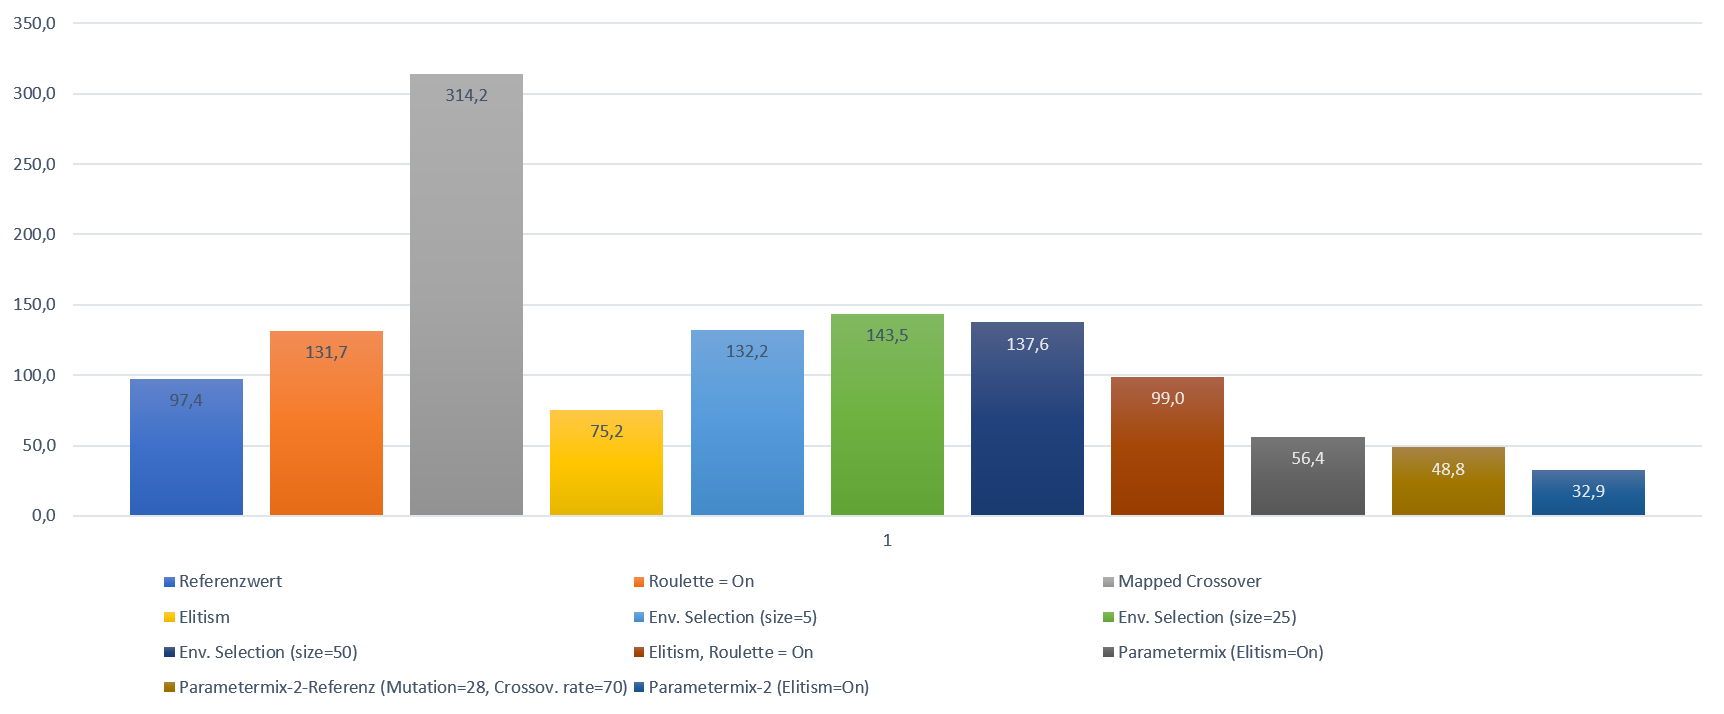 350,0
300,0
250,0
200,0
150,0
100,0
50,0
0,0
97,4
131,7
314,2
75,2
132,2
143,5
137,6
99,0
56,4
48,8
32,9
1
Referenzwert
Roulette = On
Mapped Crossover
Elitism
Env. Selection (size=5)
Env. Selection (size=25)
Env. Selection (size=50)
Elitism, Roulette = On
Parametermix (Elitism=On)
Parametermix-2-Referenz (Mutation=28, Crossov. rate=70)
Parametermix-2 (Elitism=On)